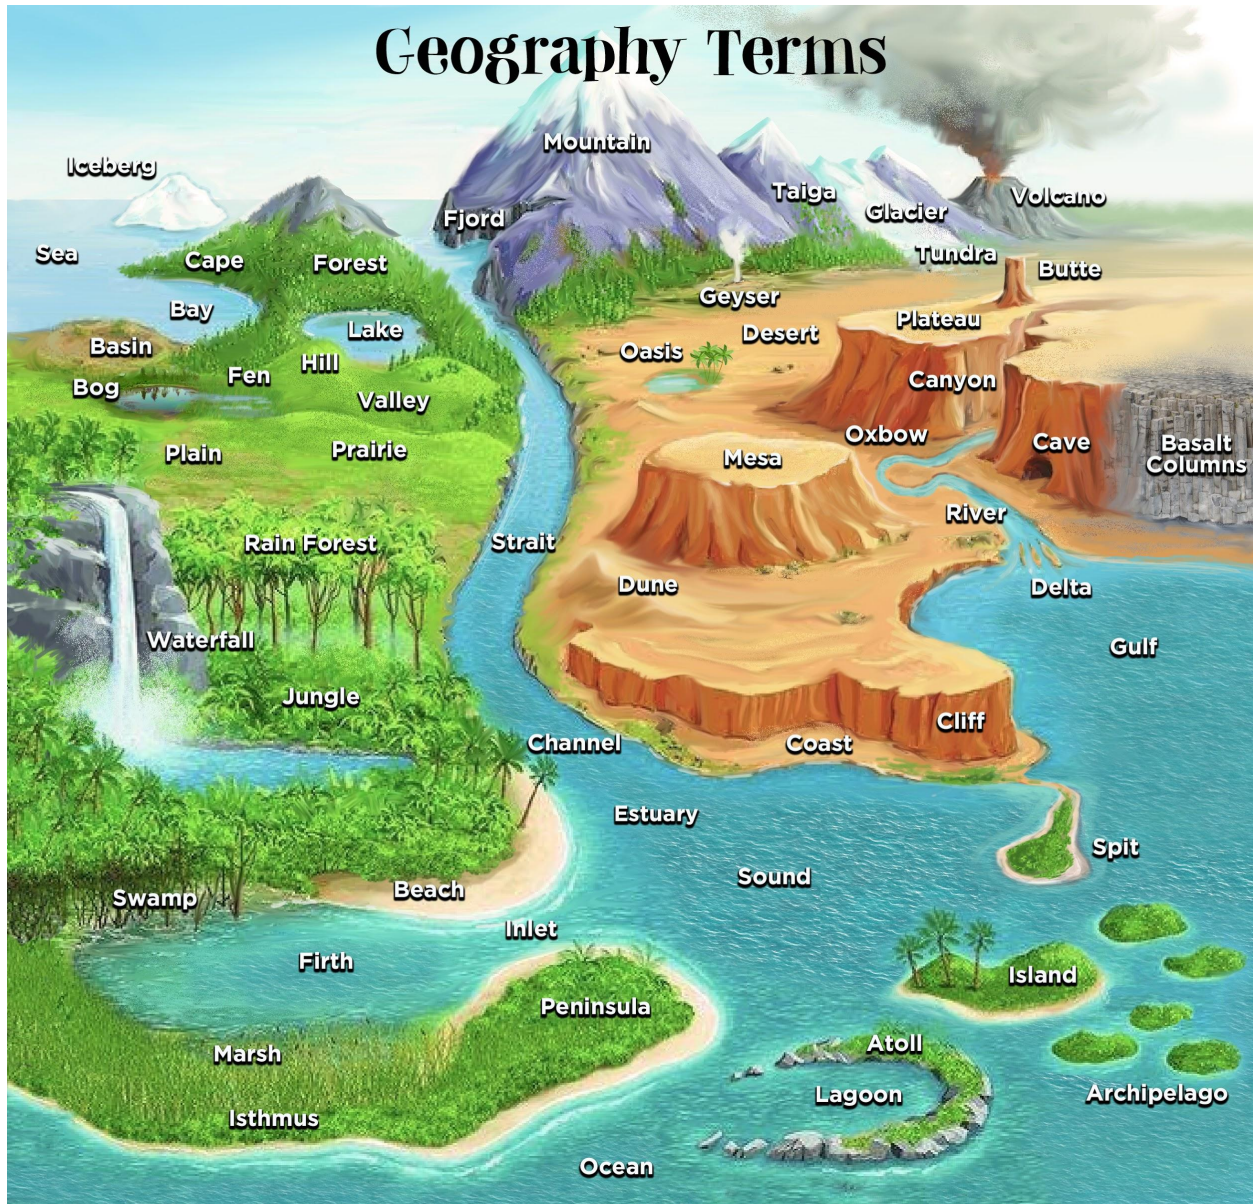 Geography Terms
Mountain
Iceberg
Taiga
Volcano
Glacier
Fjord
Sea
Cape
Forest
Tundra
Butte
Geyser
Bay
Plateau
Lake
Desert
Basin
Oasis
Hill
Fen
Canyon
Bog
Valley
Oxbow
Cave
Basalt
Columns
Plain
Prairie
Mesa
River
Rain Forest
Strait
Dune
Delta
Waterfall
Gulf
Jungle
Cliff
Channel
Coast
Estuary
Spit
Sound
Beach
Swamp
Inlet
Firth
Island
Peninsula
Atoll
Marsh
Lagoon
Archipelago
Isthmus
Ocean